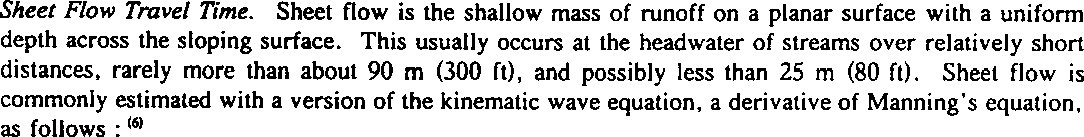 Sheet Flow Travel Time. Sheet flow is the shallow mass of runoff on a planar surface with a uniform
depth across the sloping surface. This usually occurs at the headwater of streams over relatively short
distances, rarely more than about 90 m (300 ft), and possibly less than 25 m (80 ft). Sheet flow is
commonly estimated with a version of the kinematic wave equation, a derivative of Manning's equation,
as follows : (6)